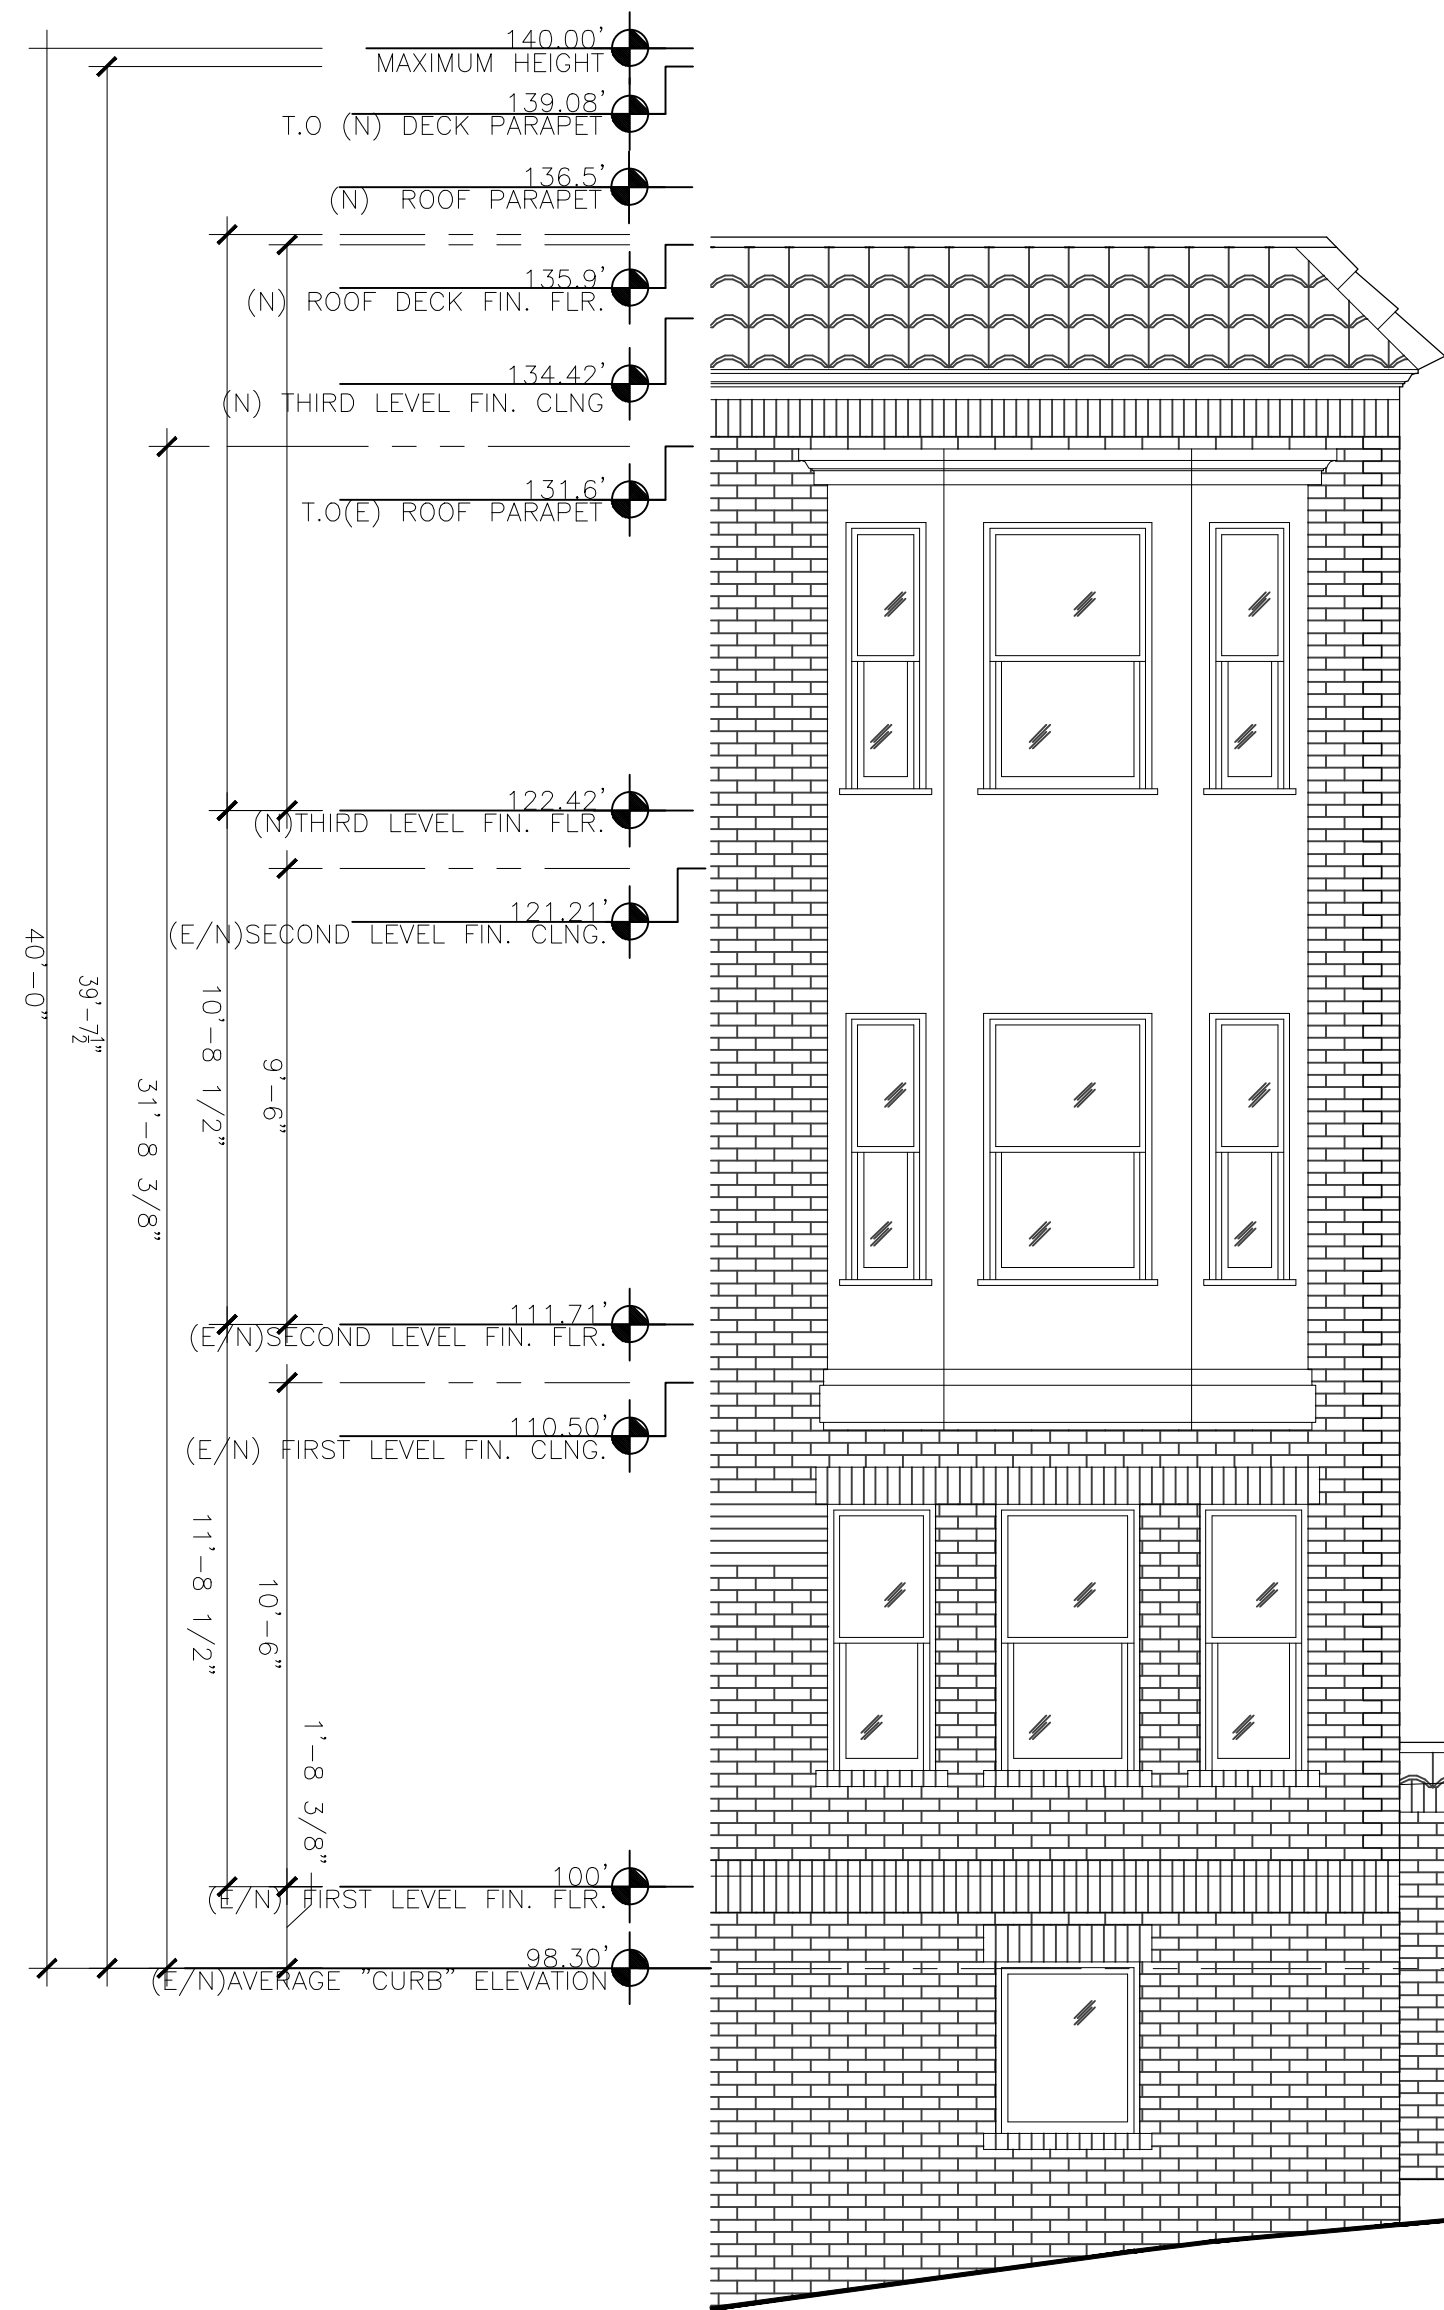 140.00'
MAXIMUM HEIGHT
139.08'
T.O (N) DECK PARAPET
136.5'
(N) ROOF PARAPET
135.9'
(N) ROOF DECK FIN. FLR.
134.42'
(N) THIRD LEVEL FIN. CLNG
131.6'
T.O(E) ROOF PARAPET
122.42'
(N)THIRD LEVEL FIN. FLR.
121.21'
(E/N)SECOND LEVEL FIN. CLNG.
40'-0"
39'-7½"
31'-8 3/8"
10'-8 1/2"
9'-6"
111.71'
(E/N)SECOND LEVEL FIN. FLR.
110.50'
(E/N) FIRST LEVEL FIN. CLNG.
11'-8 1/2"
10'-6"
1'-8 3/8"
100'
(E/N) FIRST LEVEL FIN. FLR.
98.30'
(E/N)AVERAGE "CURB" ELEVATION